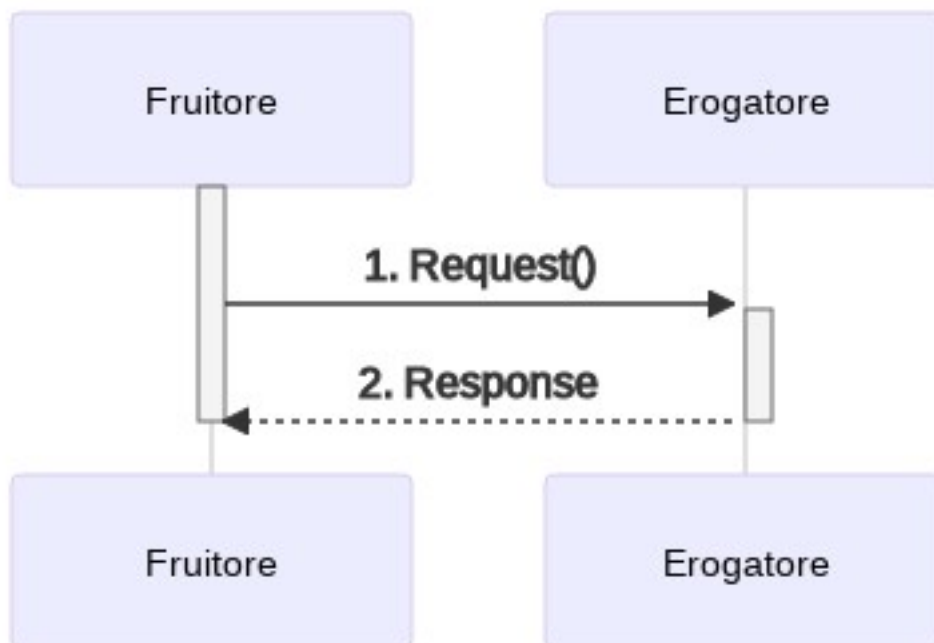 Fruitore
Erogatore
1. Request()
2. Response
Fruitore
Erogatore